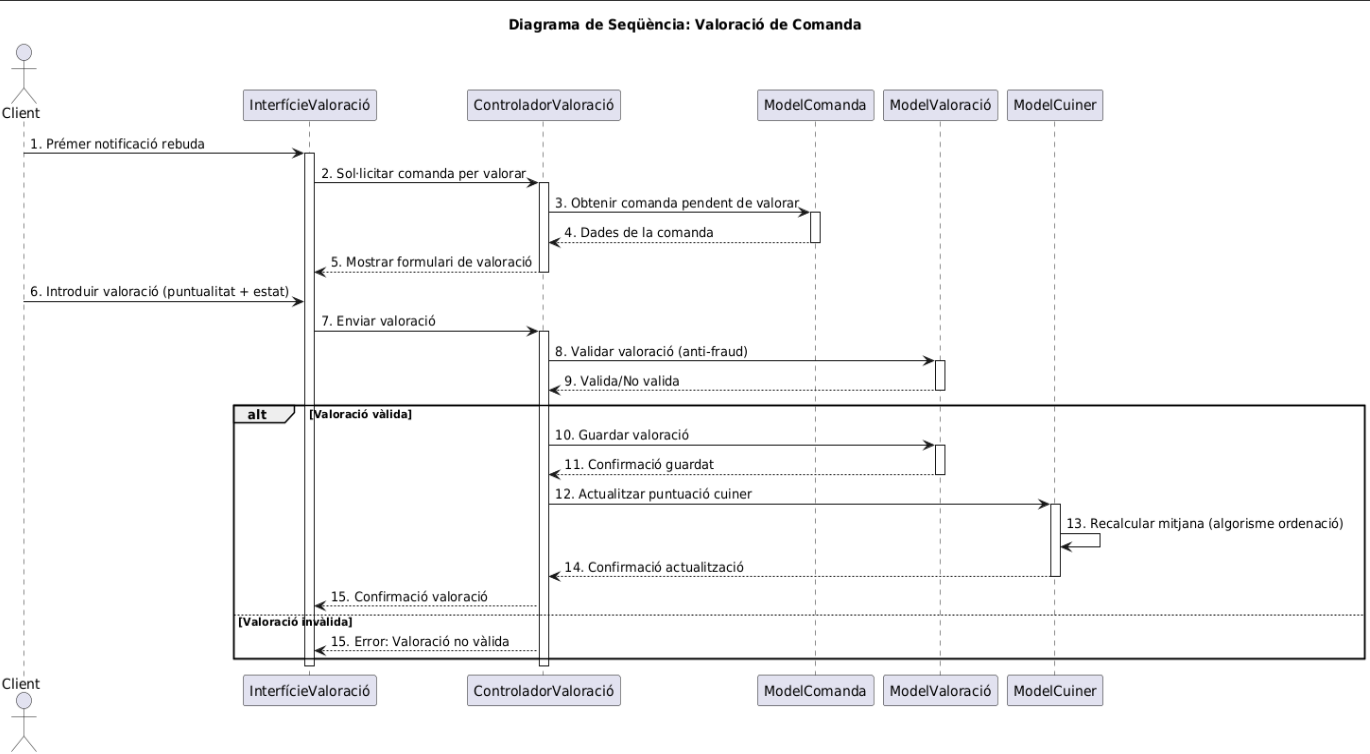 Diagrama de Seqüència: Valoració de Comanda
Client
InterfícieValoració
ControladorValoració
ModelComanda
ModelValoració
ModelCuiner
1. Prémer notificació rebuda
2. Sol·licitar comanda per valorar
3. Obtenir comanda pendent de valorar
4. Dades de la comanda
5. Mostrar formulari de valoració
6. Introduir valoració (puntualitat + estat)
7. Enviar valoració
8. Validar valoració (anti-fraud)
9. Valida/No valida
alt
[Valoració vàlida]
10. Guardar valoració
11. Confirmació guardat
12. Actualitzar puntuació cuiner
13. Recalcular mitjana (algorisme ordenació)
14. Confirmació actualització
15. Confirmació valoració
[Valoració invàlida]
15. Error: Valoració no vàlida
Client
InterfícieValoració
ControladorValoració
ModelComanda
ModelValoració
ModelCuiner